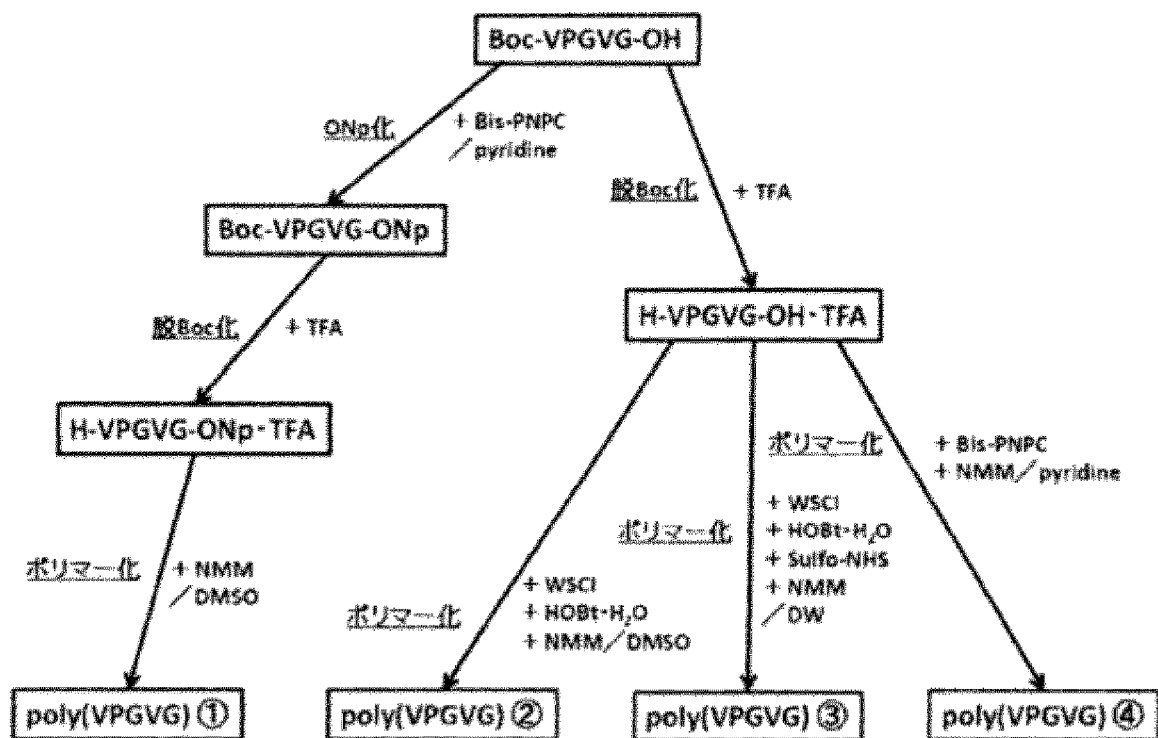 Boc-VPGVG-OH
ONp化
+ Bis-PNPC
／pyridine
脱Boc化
+ TFA
Boc-VPGVG-ONp
脱Boc化
+ TFA
H-VPGVG-OH・TFA
H-VPGVG-ONp・TFA
ポリマー化
+ NMM
／DMSO
ポリマー化
+ WSCI
+ HOBt・H₂O
+ NMM／DMSO
ポリマー化
+ WSCI
+ HOBt・H₂O
+ Sulfo-NHS
+ NMM
／DW
ポリマー化
+ Bis-PNPC
+ NMM／pyridine
poly(VPGVG) ①
poly(VPGVG) ②
poly(VPGVG) ③
poly(VPGVG) ④